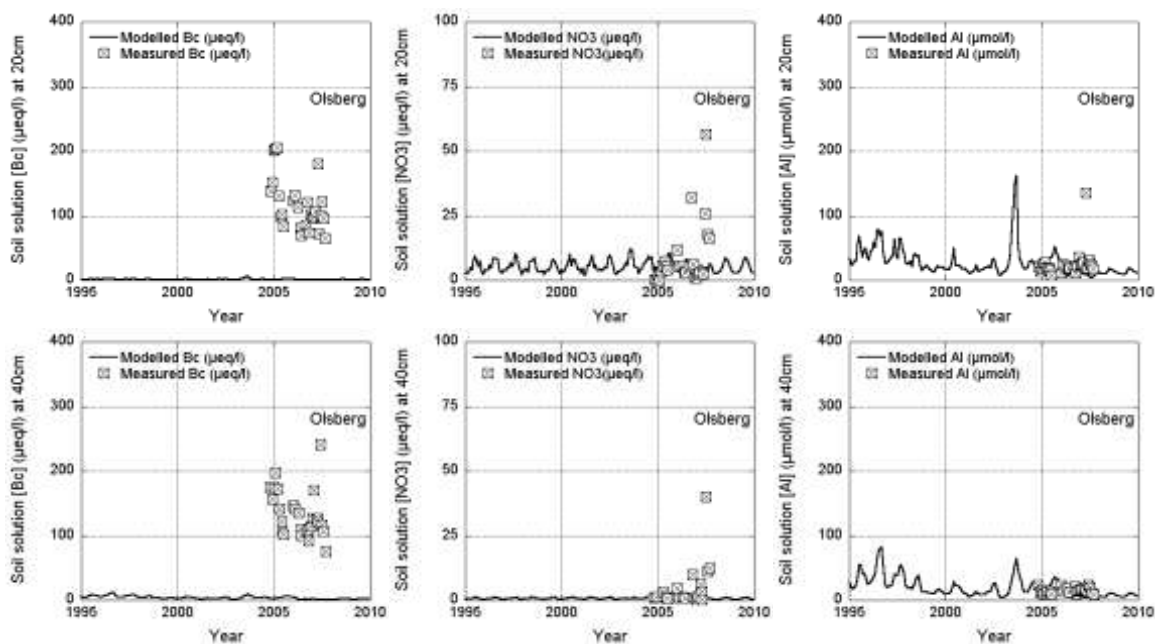 Soil solution [Bc] (µeq/l) at 20cm
400
300
200
100
0
Modelled Bc (µeq/l)
Measured Bc (µeq/l)
Olsberg
1995 2000 2005 2010
Year
Soil solution [NO3] (µeq/l) at 20cm
100
75
50
25
0
Modelled NO3 (µeq/l)
Measured NO3(µeq/l)
Olsberg
1995 2000 2005 2010
Year
Soil solution [Al] (µmol/l) at 20cm
400
300
200
100
0
Modelled Al (µmol/l)
Measured Al (µmol/l)
Olsberg
1995 2000 2005 2010
Year
Soil solution [Bc] (µeq/l) at 40cm
400
300
200
100
0
Modelled Bc (µeq/l)
Measured Bc (µeq/l)
Olsberg
1995 2000 2005 2010
Year
Soil solution [NO3] (µeq/l) at 40cm
100
75
50
25
0
Modelled NO3 (µeq/l)
Measured NO3(µeq/l)
Olsberg
1995 2000 2005 2010
Year
Soil solution [Al] (µmol/l) at 40cm
400
300
200
100
0
Modelled Al (µmol/l)
Measured Al (µmol/l)
Olsberg
1995 2000 2005 2010
Year